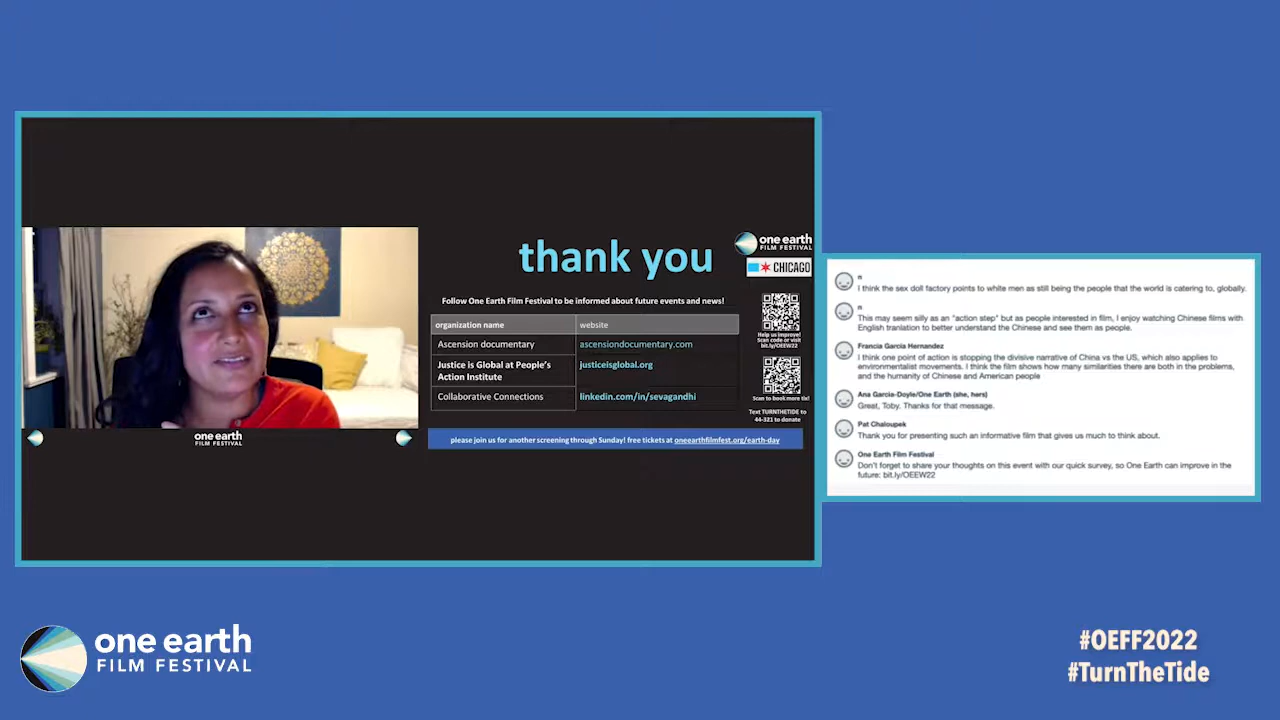 thank you
one earth
FILM FESTIVAL
CHICAGO
Follow One Earth Film Festival to be informed about future events and news!
organization name website
Ascension documentary ascensiondocumentary.com
Justice is Global at People's justiceisglobal.org
Action Institute
Collaborative Connections linkedin.com/in/sevagandhi
Help us improve!
Scan code or visit
bit.ly/OEEW22
Scan to book more tix!
Text TURNTHETIDE to
44-321 to donate
please join us for another screening through Sunday! free tickets at oneearthfilmfest.org/earth-day
one earth
FILM FESTIVAL
n
I think the sex doll factory points to white men as still being the people that the world is catering to, globally.
n
This may seem silly as an "action step" but as people interested in film, I enjoy watching Chinese films with
English tranlation to better understand the Chinese and see them as people.
Francia Garcia Hernandez
I think one point of action is stopping the divisive narrative of China vs the US, which also applies to
environmentalist movements. I think the film shows how many similarities there are both in the problems,
and the humanity of Chinese and American people
Ana Garcia-Doyle/One Earth (she, hers)
Great, Toby. Thanks for that message.
Pat Chaloupek
Thank you for presenting such an informative film that gives us much to think about.
One Earth Film Festival
Don't forget to share your thoughts on this event with our quick survey, so One Earth can improve in the
future: bit.ly/OEEW22
one earth
FILM FESTIVAL
#OEFF2022
#TurnTheTide